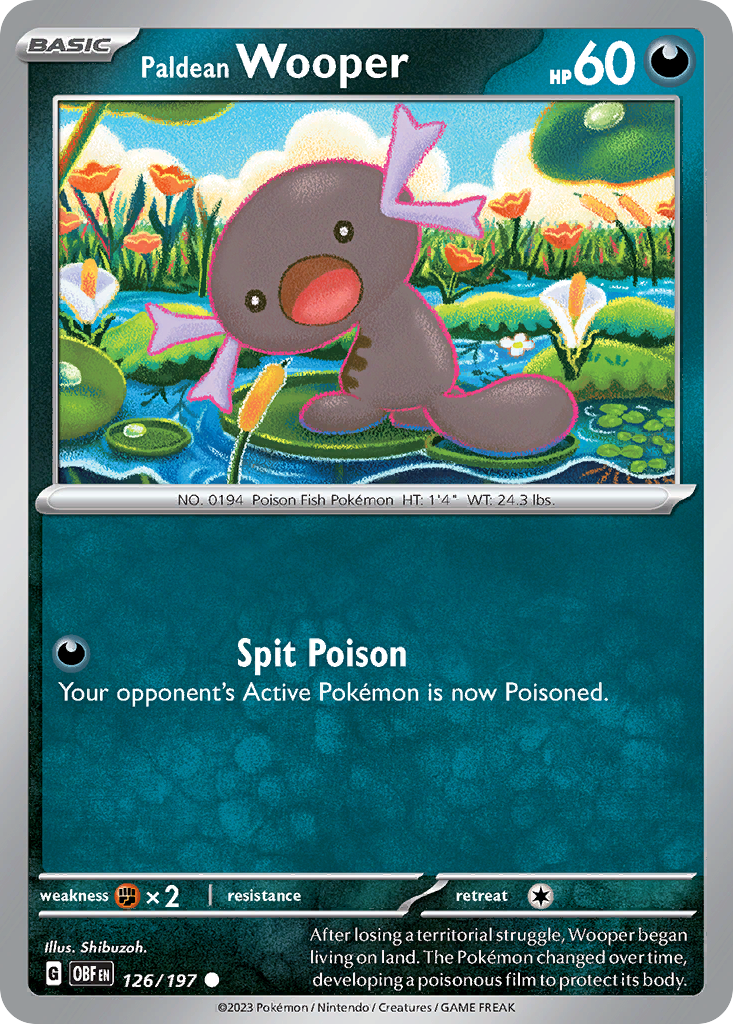 BASIC
Paldean Wooper HP 60
NO. 0194 Poison Fish Pokémon HT: 1'4" WT: 24.3 lbs.
Spit Poison
Your opponent's Active Pokémon is now Poisoned.
weakness ×2 resistance retreat
Illus. Shibuzoh.
G OBF EN 126/197
After losing a territorial struggle, Wooper began
living on land. The Pokémon changed over time,
developing a poisonous film to protect its body.
©2023 Pokémon / Nintendo / Creatures / GAME FREAK